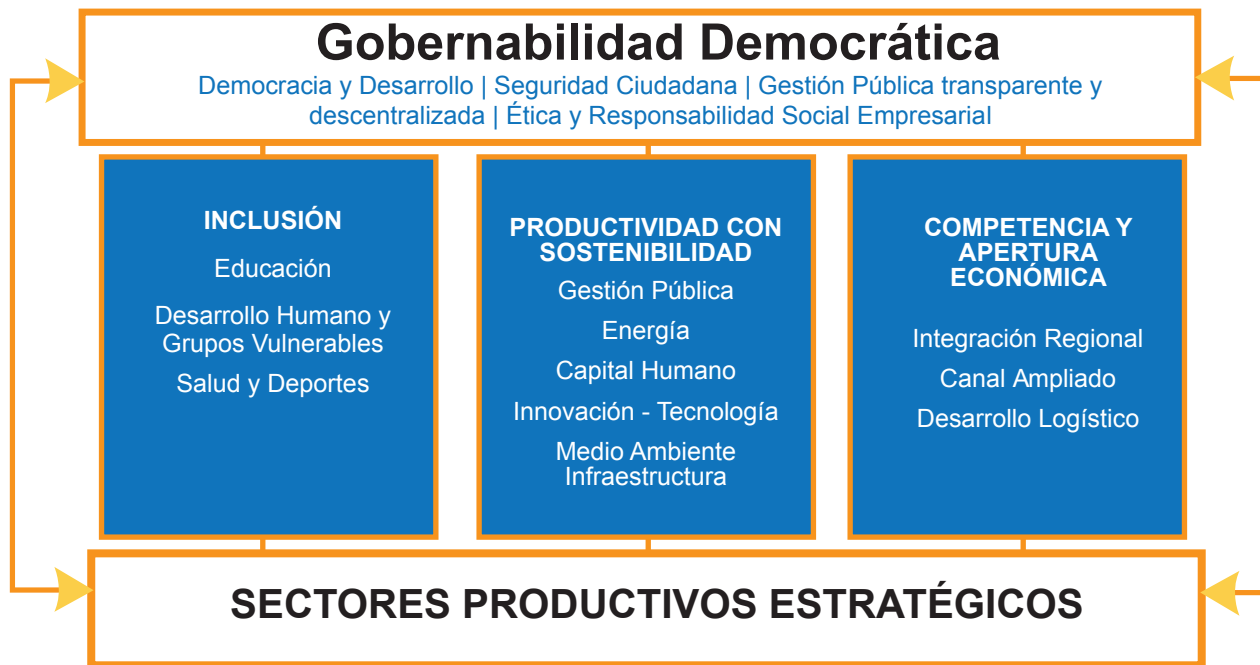 Gobernabilidad Democrática
Democracia y Desarrollo | Seguridad Ciudadana | Gestión Pública transparente y
descentralizada | Ética y Responsabilidad Social Empresarial
INCLUSIÓN
Educación
Desarrollo Humano y
Grupos Vulnerables
Salud y Deportes
PRODUCTIVIDAD CON
SOSTENIBILIDAD
Gestión Pública
Energía
Capital Humano
Innovación - Tecnología
Medio Ambiente
Infraestructura
COMPETENCIA Y
APERTURA
ECONÓMICA
Integración Regional
Canal Ampliado
Desarrollo Logístico
SECTORES PRODUCTIVOS ESTRATÉGICOS